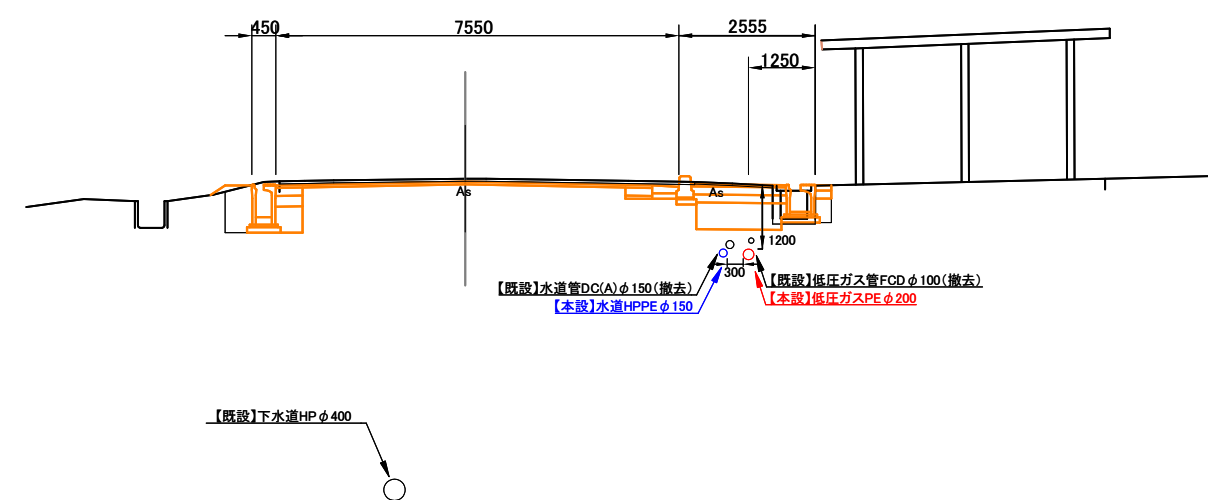 450
7550
2555
1250
As
As
1200
300
【既設】水道管DC(A)φ150(撤去)
【本設】水道HPPEφ150
【既設】低圧ガス管FCDφ100(撤去)
【本設】低圧ガスPEφ200
【既設】下水道HPφ400